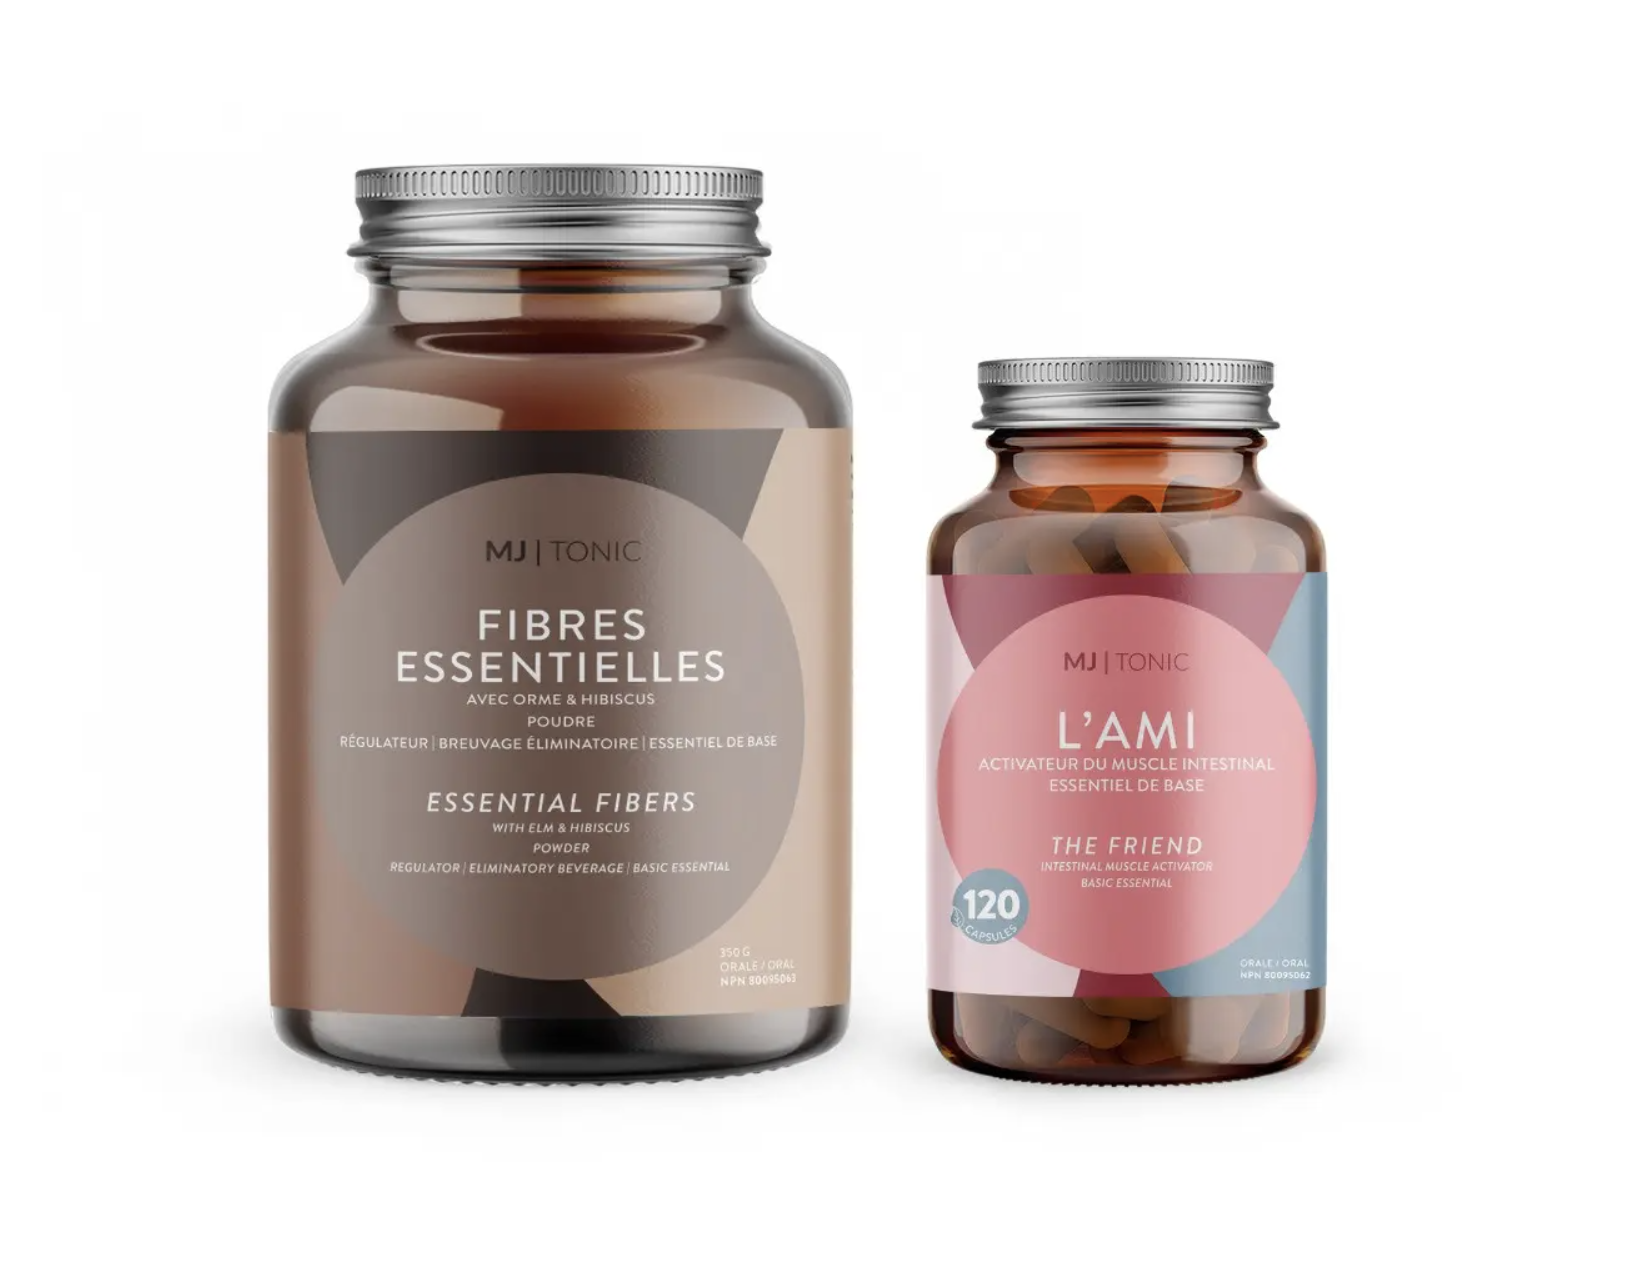 MJ | TONIC
FIBRES
ESSENTIELLES
AVEC ORME & HIBISCUS
POUDRE
RÉGULATEUR | BREUVAGE ÉLIMINATOIRE | ESSENTIEL DE BASE
ESSENTIAL FIBERS
WITH ELM & HIBISCUS
POWDER
REGULATOR | ELIMINATORY BEVERAGE | BASIC ESSENTIAL
350 G
ORALE / ORAL
NPN 80095063
MJ | TONIC
L'AMI
ACTIVATEUR DU MUSCLE INTESTINAL
ESSENTIEL DE BASE
THE FRIEND
INTESTINAL MUSCLE ACTIVATOR
BASIC ESSENTIAL
120
CAPSULES
ORALE / ORAL
NPN 80095062